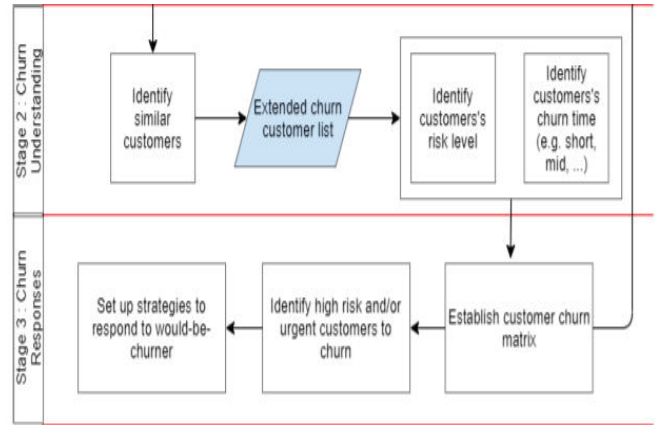 Stage 2 : Churn
Understanding
Identify
similar
customers
Extended churn
customer list
Identify
customers's
risk level
Identify
customers's
churn time
(e.g. short,
mid, ...)
Stage 3 : Churn
Responses
Set up strategies to
respond to would-be-
churner
Identify high risk and/or
urgent customers to
churn
Establish customer churn
matrix